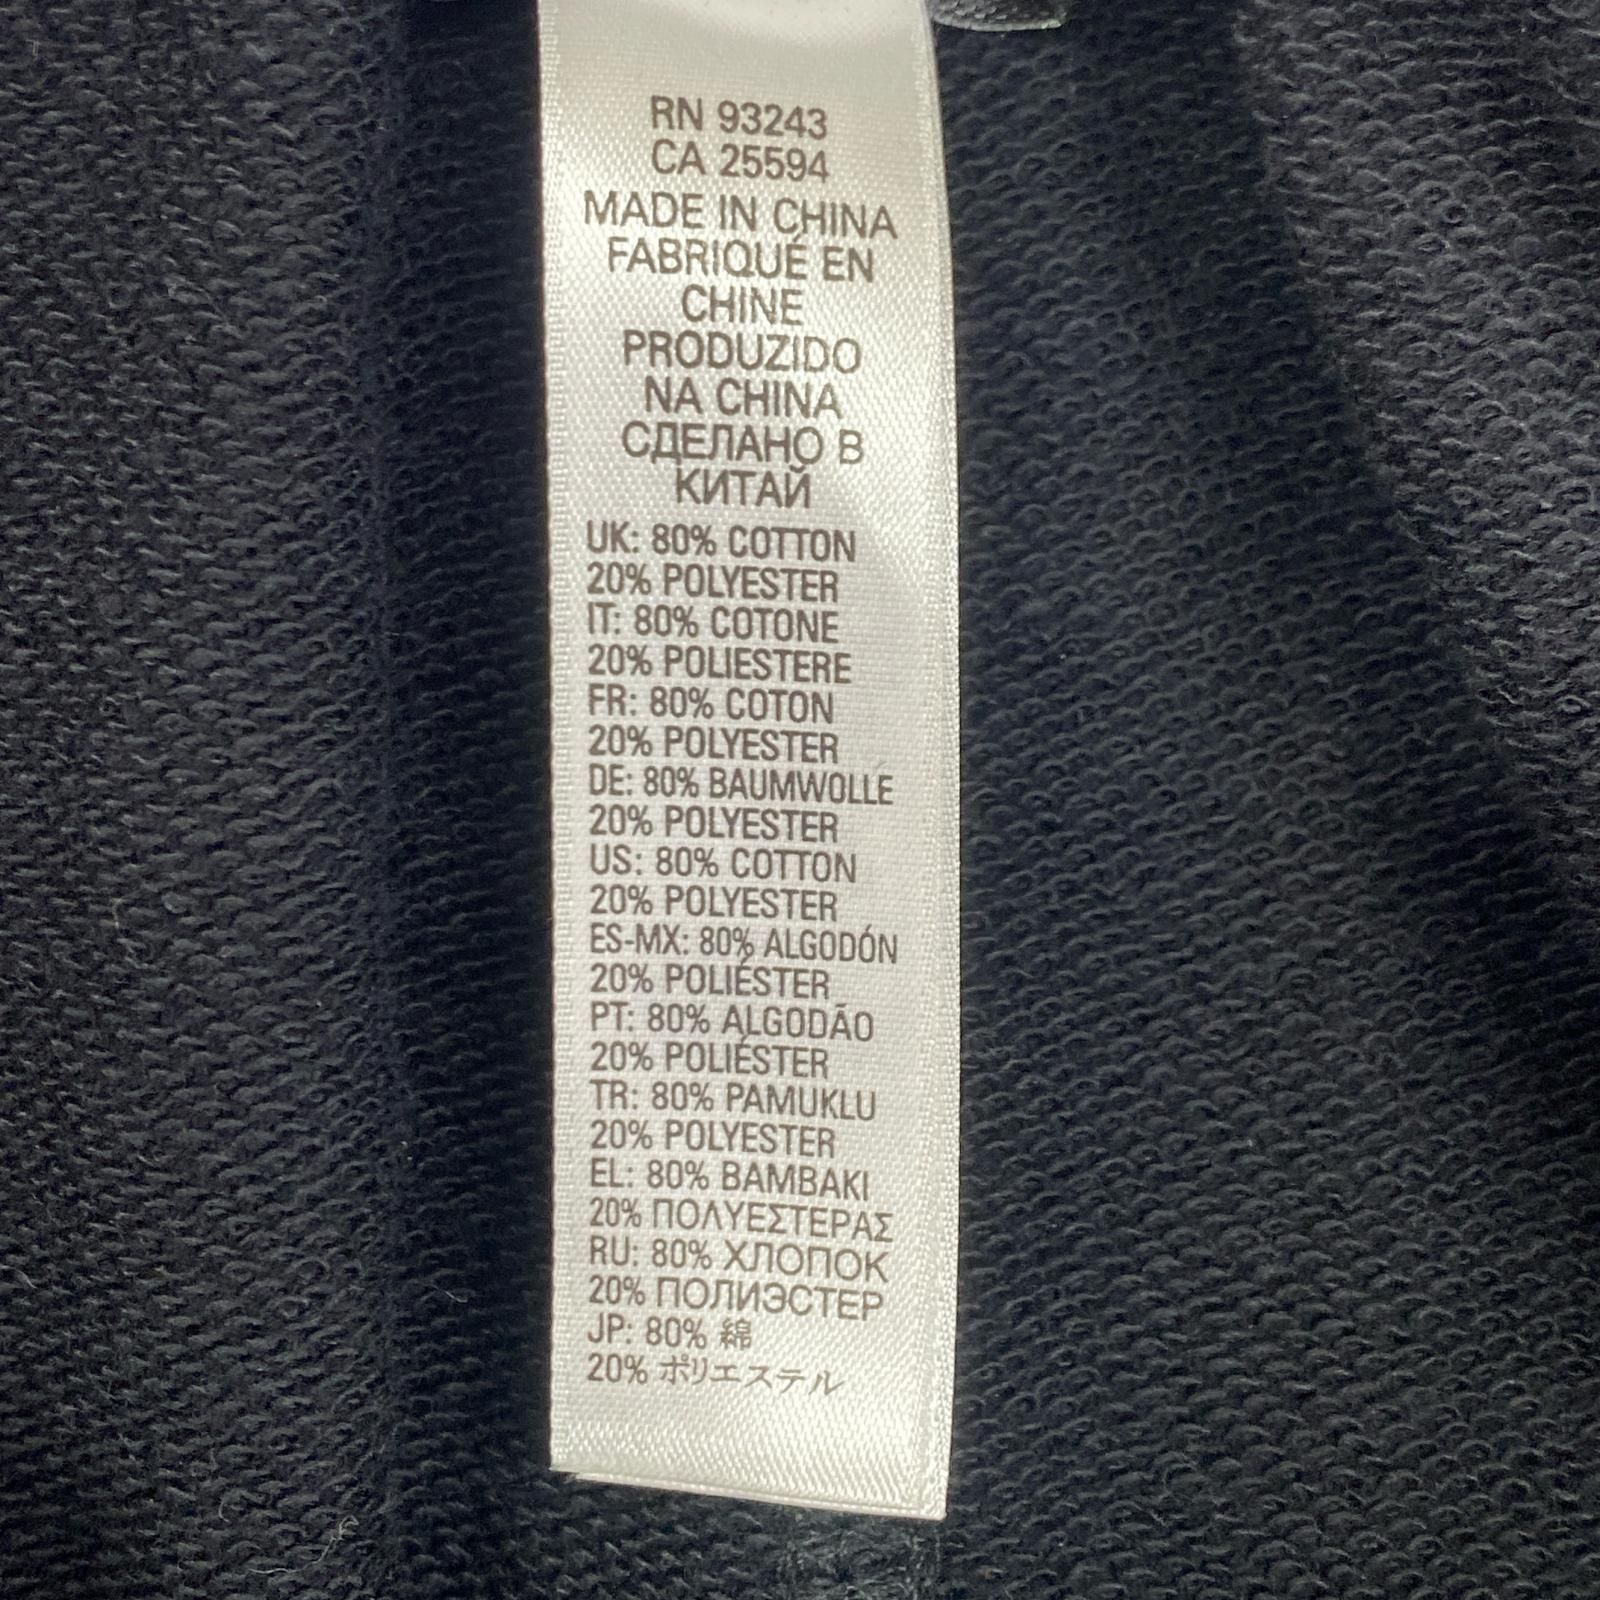 RN 93243
CA 25594
MADE IN CHINA
FABRIQUÉ EN
CHINE
PRODUZIDO
NA CHINA
СДЕЛАНО В
КИТАЙ
UK: 80% COTTON
20% POLYESTER
IT: 80% COTONE
20% POLIESTERE
FR: 80% COTON
20% POLYESTER
DE: 80% BAUMWOLLE
20% POLYESTER
US: 80% COTTON
20% POLYESTER
ES-MX: 80% ALGODÓN
20% POLIÉSTER
PT: 80% ALGODÃO
20% POLIÉSTER
TR: 80% PAMUKLU
20% POLYESTER
EL: 80% ΒΑΜΒΑΚΙ
20% ΠΟΛΥΕΣΤΕΡΑΣ
RU: 80% ХЛОПОК
20% ПОЛИЭСТЕР
JP: 80% 綿
20% ポリエステル